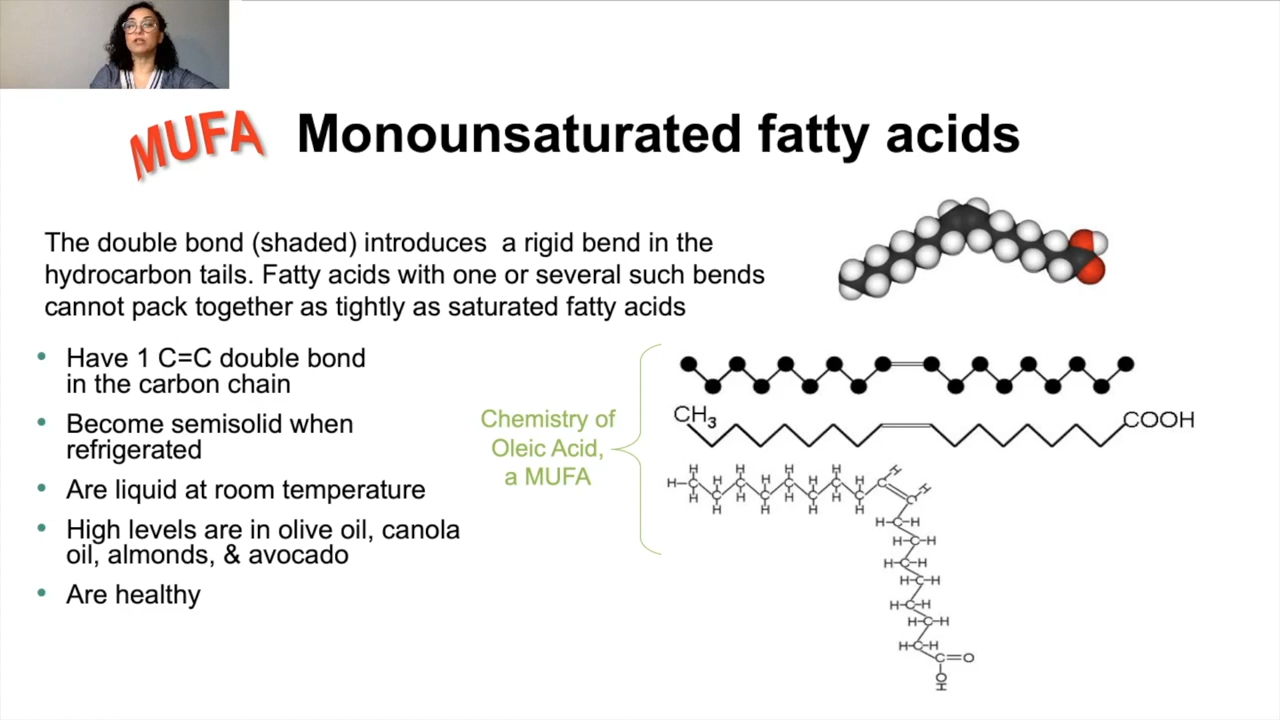 MUFA Monounsaturated fatty acids
The double bond (shaded) introduces a rigid bend in the
hydrocarbon tails. Fatty acids with one or several such bends
cannot pack together as tightly as saturated fatty acids
• Have 1 C=C double bond
in the carbon chain
• Become semisolid when
refrigerated
• Are liquid at room temperature
• High levels are in olive oil, canola
oil, almonds, & avocado
• Are healthy
Chemistry of
Oleic Acid,
a MUFA
CH₃
COOH
H H H H H
H–C C C C C C C C C C H
H H H H H H H H
H–C–H
H–C–H
H–C–H
H–C–H
H–C–H
H–C–H
H–C–H
C=O
O
H